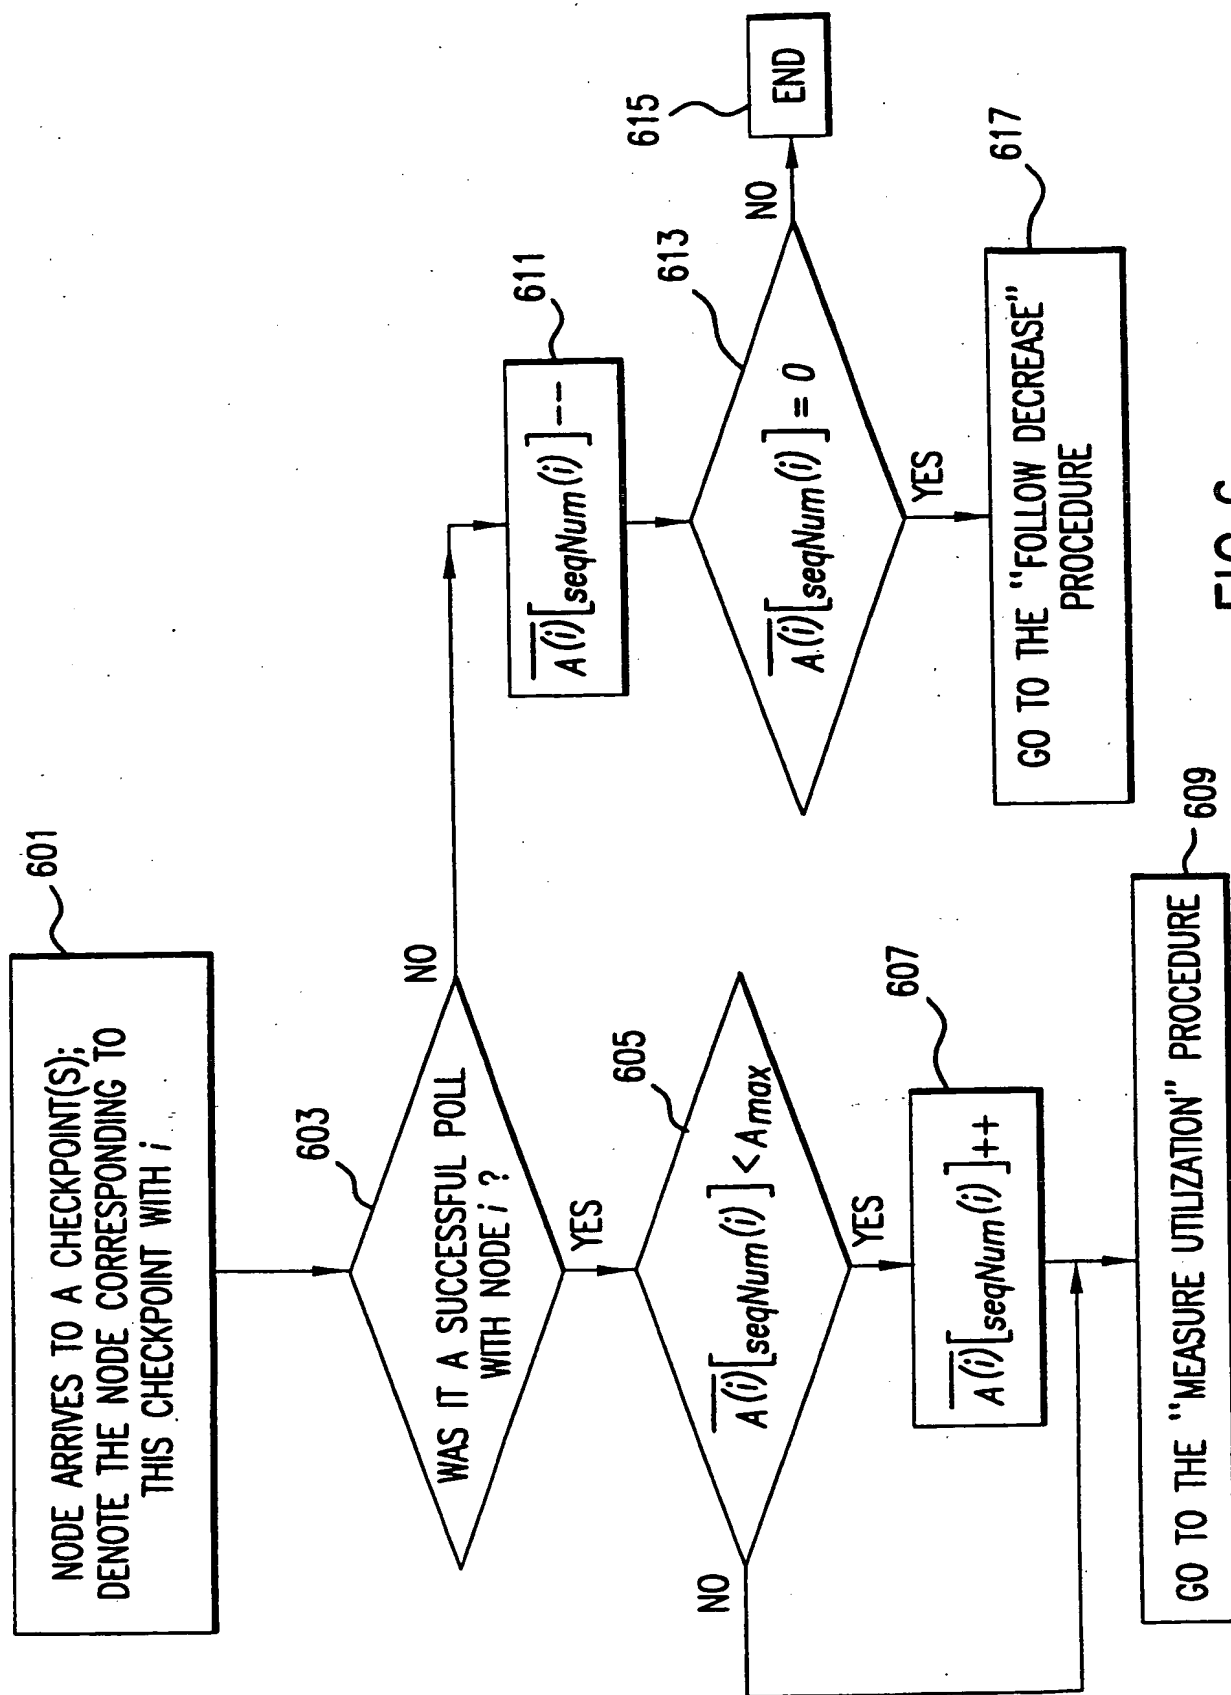 NODE ARRIVES TO A CHECKPOINT(S);
DENOTE THE NODE CORRESPONDING TO
THIS CHECKPOINT WITH i
601
603
WAS IT A SUCCESSFUL POLL
WITH NODE i ?
NO
YES
605
A(i)[seqNum(i)] < Amax
NO
YES
607
A(i)[seqNum(i)]++
609
GO TO THE "MEASURE UTILIZATION" PROCEDURE
611
A(i)[seqNum(i)]--
613
A(i)[seqNum(i)] = 0
NO
615
END
YES
617
GO TO THE "FOLLOW DECREASE"
PROCEDURE